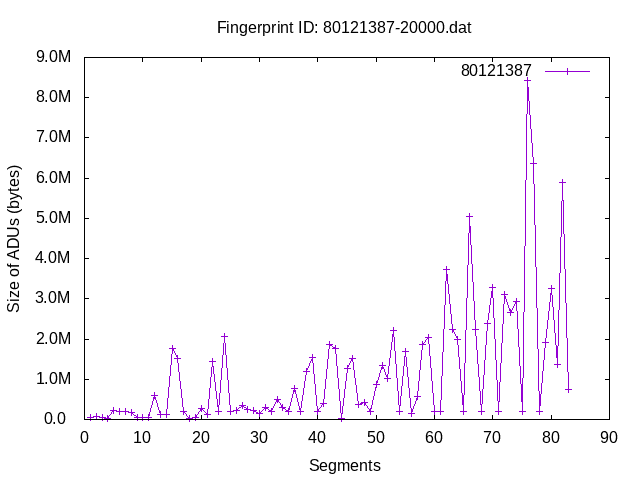 Fingerprint ID: 80121387-20000.dat
9.0M
8.0M
7.0M
6.0M
5.0M
4.0M
3.0M
2.0M
1.0M
0.0
80121387
Size of ADUs (bytes)
0 10 20 30 40 50 60 70 80 90
Segments